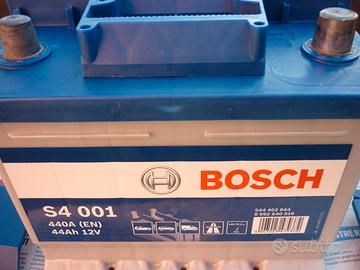 BOSCH
S4 001
440A (EN)
44Ah 12V
544 402 044
0 092 S40 010
subito